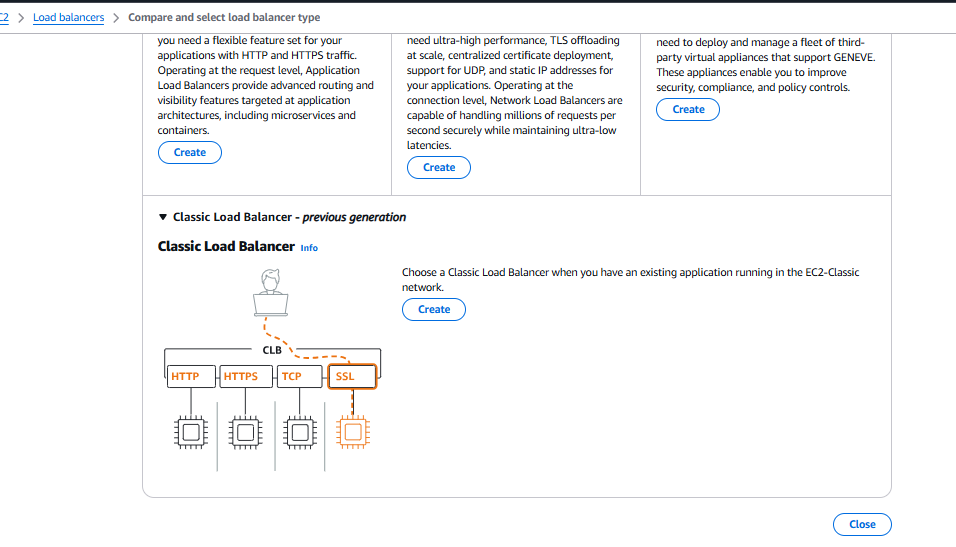 C2 > Load balancers > Compare and select load balancer type
you need a flexible feature set for your
applications with HTTP and HTTPS traffic.
Operating at the request level, Application
Load Balancers provide advanced routing and
visibility features targeted at application
architectures, including microservices and
containers.
Create
need ultra-high performance, TLS offloading
at scale, centralized certificate deployment,
support for UDP, and static IP addresses for
your applications. Operating at the
connection level, Network Load Balancers are
capable of handling millions of requests per
second securely while maintaining ultra-low
latencies.
Create
need to deploy and manage a fleet of third-
party virtual appliances that support GENEVE.
These appliances enable you to improve
security, compliance, and policy controls.
Create
Classic Load Balancer - previous generation
Classic Load Balancer Info
Choose a Classic Load Balancer when you have an existing application running in the EC2-Classic
network.
Create
CLB
HTTP HTTPS TCP SSL
Close